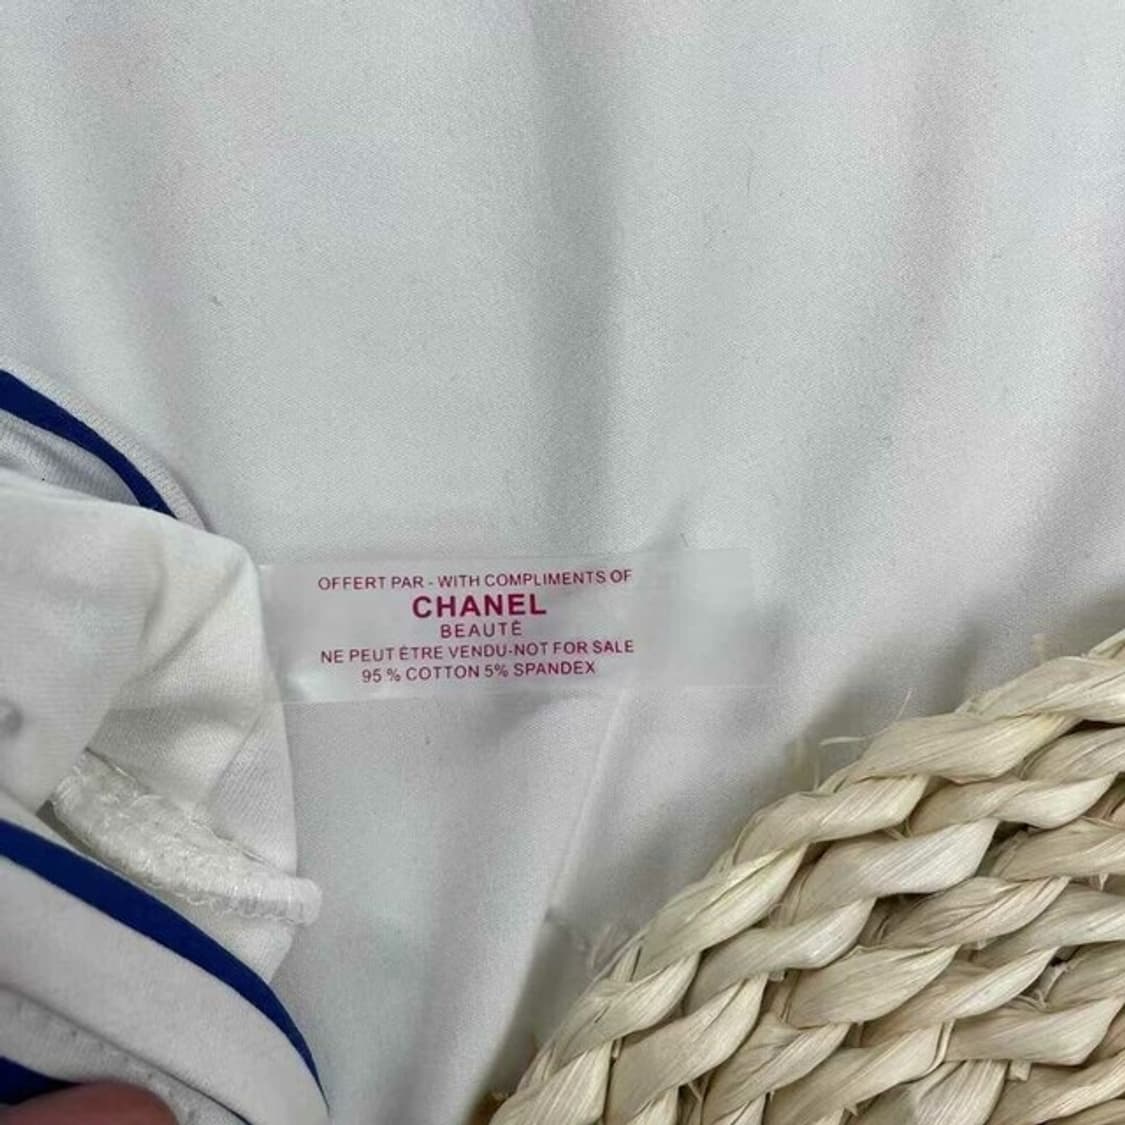 OFFERT PAR - WITH COMPLIMENTS OF
CHANEL
BEAUTÉ
NE PEUT ÊTRE VENDU-NOT FOR SALE
95 % COTTON 5% SPANDEX